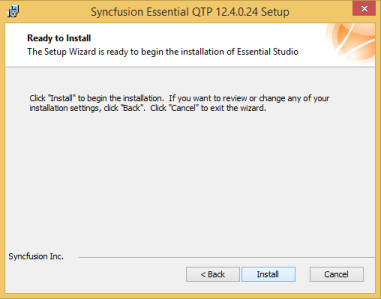 Syncfusion Essential QTP 12.4.0.24 Setup
Ready to Install
The Setup Wizard is ready to begin the installation of Essential Studio
Click "Install" to begin the installation. If you want to review or change any of your
installation settings, click "Back". Click "Cancel" to exit the wizard.
Syncfusion Inc.
< Back Install Cancel